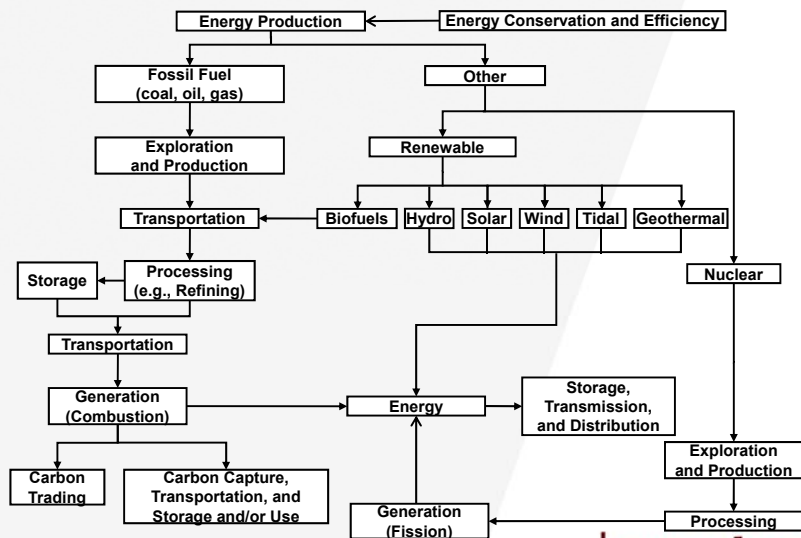 Energy Production
Energy Conservation and Efficiency
Fossil Fuel
(coal, oil, gas)
Other
Exploration
and Production
Renewable
Transportation
Biofuels
Hydro
Solar
Wind
Tidal
Geothermal
Storage
Processing
(e.g., Refining)
Nuclear
Transportation
Generation
(Combustion)
Energy
Storage,
Transmission,
and Distribution
Carbon
Trading
Carbon Capture,
Transportation, and
Storage and/or Use
Exploration
and Production
Generation
(Fission)
Processing